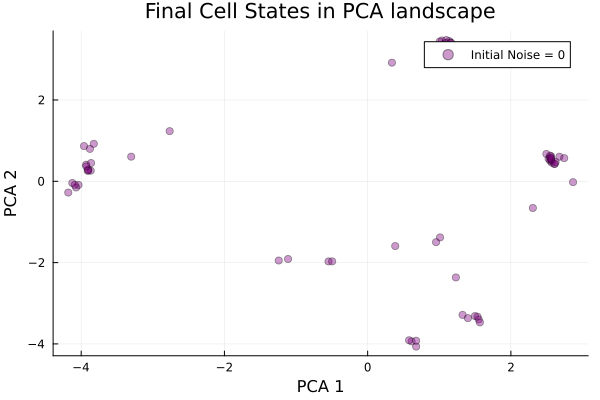 Final Cell States in PCA landscape
Initial Noise = 0
PCA 2
2
0
−2
−4
−4
−2
0
2
PCA 1